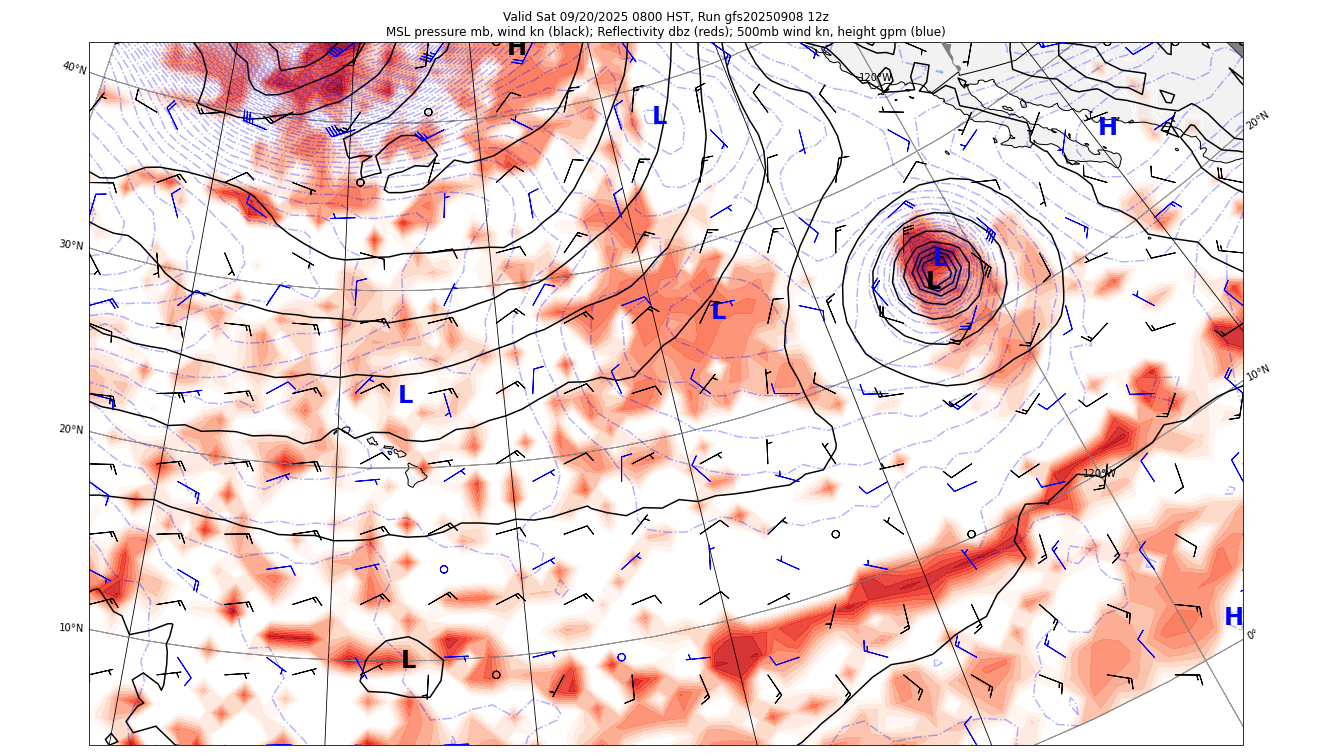 Valid Sat 09/20/2025 0800 HST, Run gfs20250908 12z
MSL pressure mb, wind kn (black); Reflectivity dbz (reds); 500mb wind kn, height gpm (blue)
H
40°N
120°W
L
H
20°N
30°N
L
L
L
10°N
L
20°N
120°W
H
10°N
0°
L